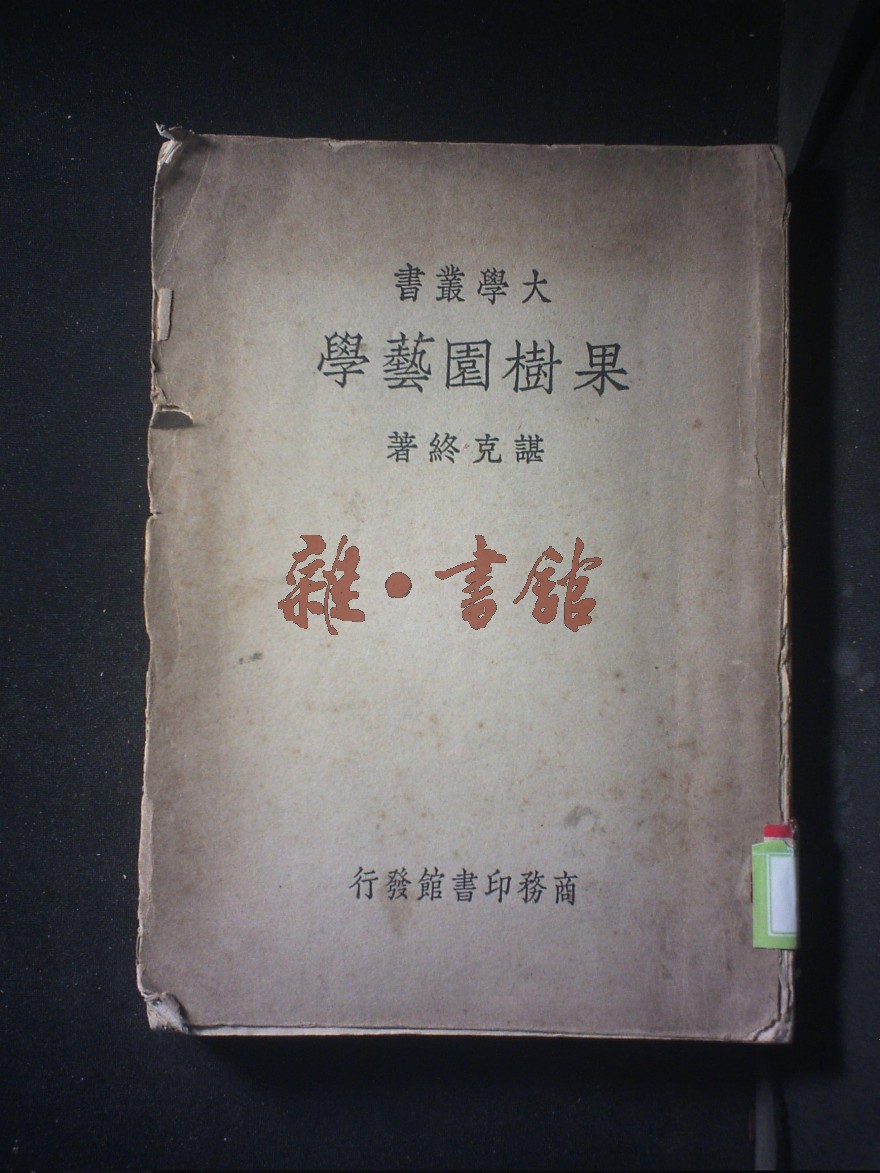 大學叢書
果樹園藝學
諶克終著
雜·書館
商務印書館發行